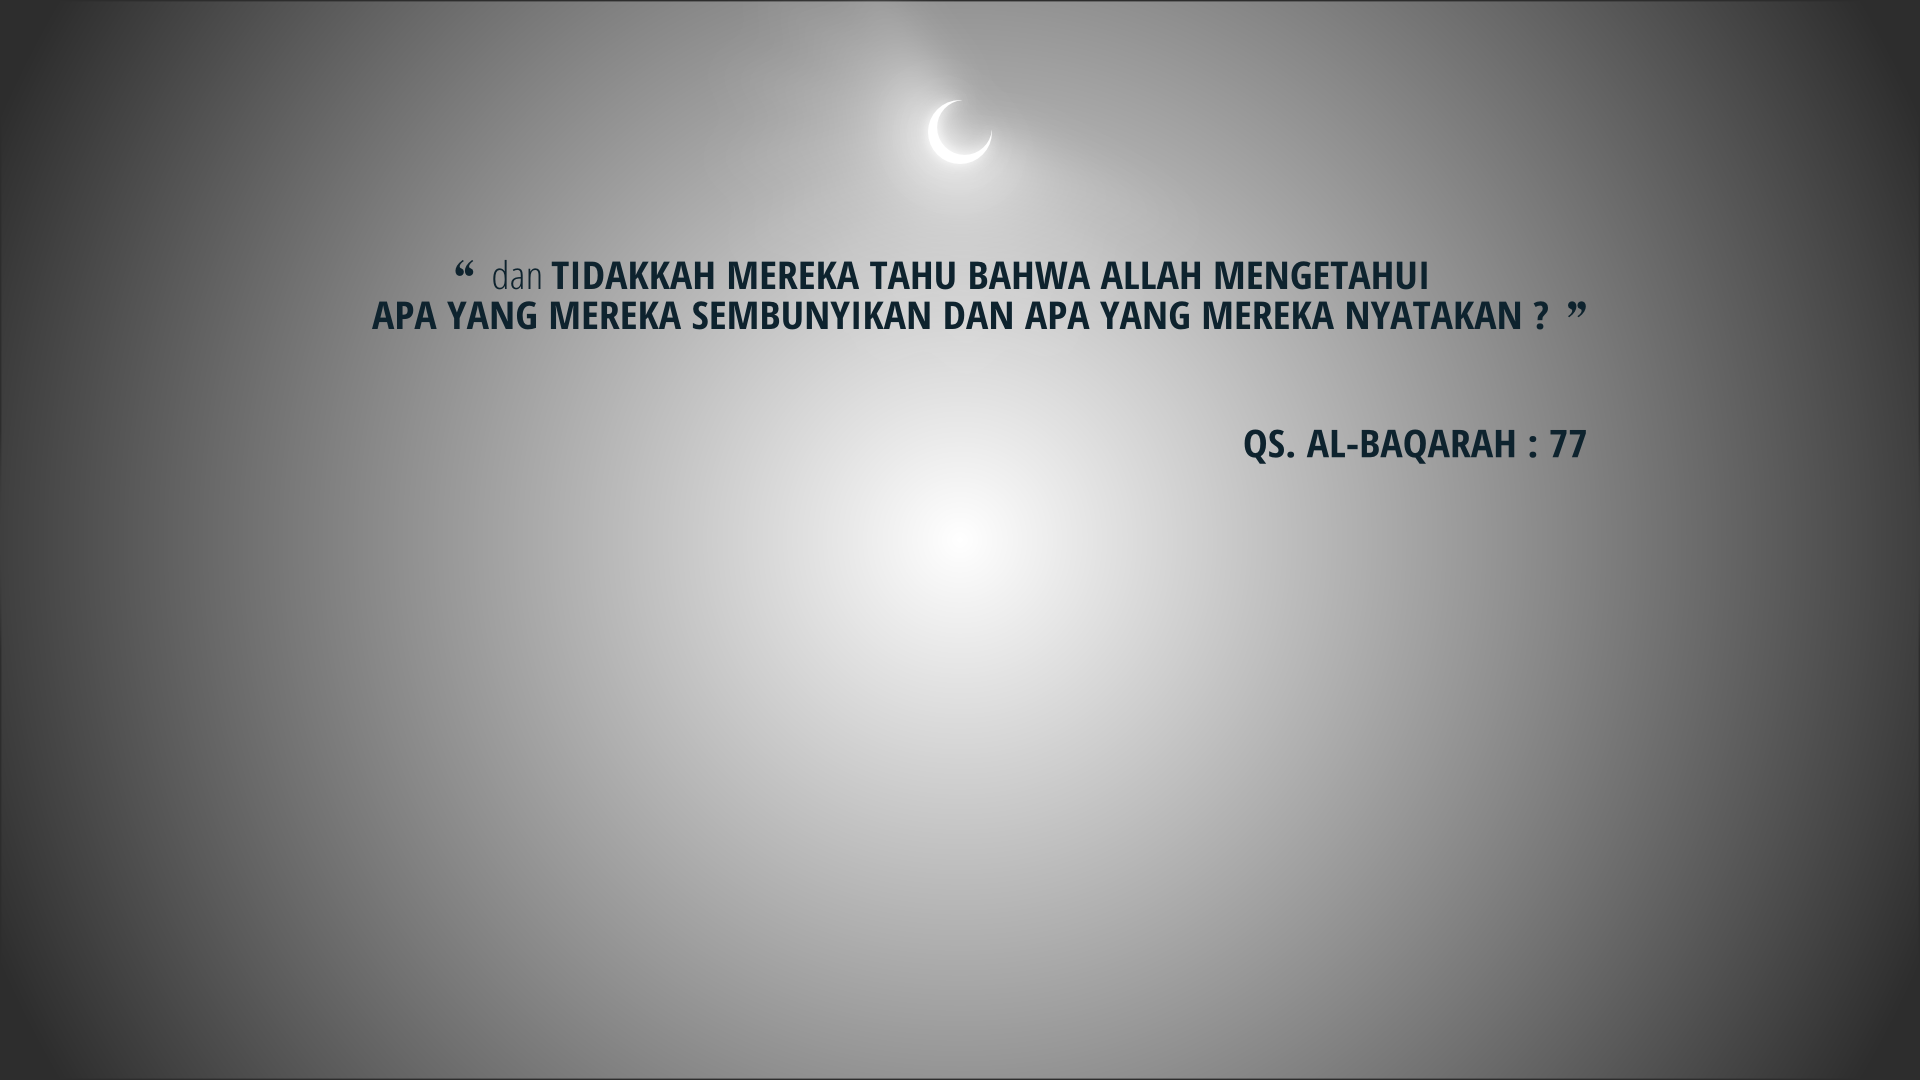 “ dan TIDAKKAH MEREKA TAHU BAHWA ALLAH MENGETAHUI
APA YANG MEREKA SEMBUNYIKAN DAN APA YANG MEREKA NYATAKAN ? ”
QS. AL-BAQARAH : 77